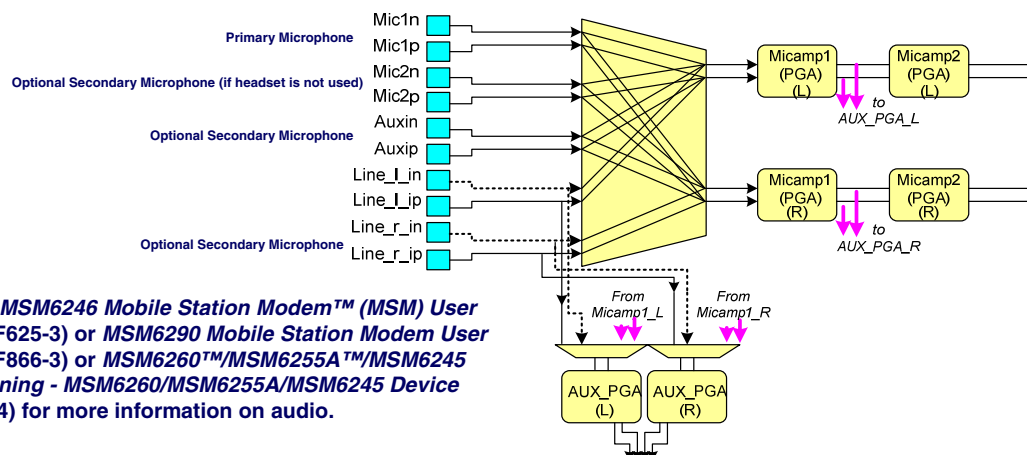 Mic1n
Primary Microphone
Mic1p
Mic2n
Optional Secondary Microphone (if headset is not used)
Mic2p
Auxin
Optional Secondary Microphone
Auxip
Line_l_in
Line_l_ip
Line_r_in
Optional Secondary Microphone
Line_r_ip
Micamp1
(PGA)
(L)
Micamp2
(PGA)
(L)
to
AUX_PGA_L
Micamp1
(PGA)
(R)
Micamp2
(PGA)
(R)
to
AUX_PGA_R
From
Micamp1_L
From
Micamp1_R
MSM6246 Mobile Station Modem™ (MSM) User
F625-3) or MSM6290 Mobile Station Modem User
F866-3) or MSM6260™/MSM6255A™/MSM6245
ning - MSM6260/MSM6255A/MSM6245 Device
4) for more information on audio.
AUX_PGA
(L)
AUX_PGA
(R)